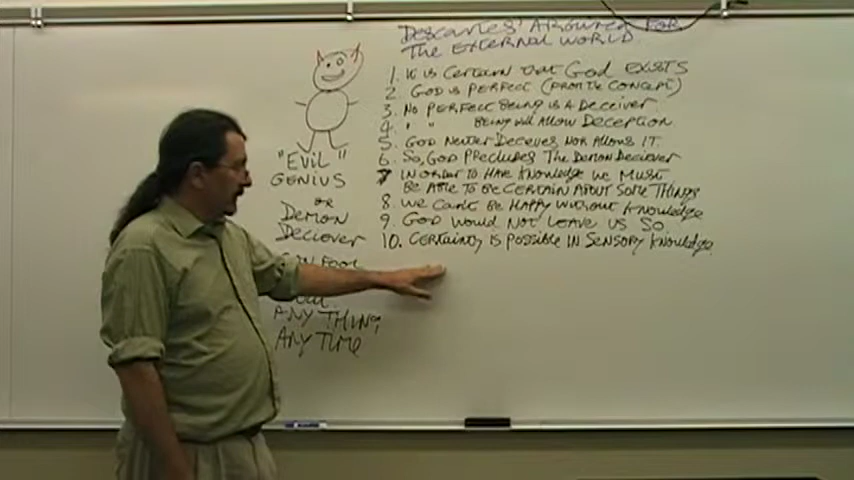 Descartes' Argument For
The External World
1. It is Certain that God Exists
2. God is Perfect (from the concept)
3. No Perfect Being is a Deceiver
4. " " Being will Allow Deception
5. God Neither Deceives Nor Allows It.
6. So, God Precludes The Demon Deciever
7 In order to Have Knowledge we Must
Be Able to Be Certain About Some Things
8. We Can't Be Happy Without Knowledge
9. God Would Not Leave Us So
10. Certainty is Possible In Sensory Knowledge
"Evil"
Genius
or
Demon
Deciever
Can Fool
Any Thing,
Any Time